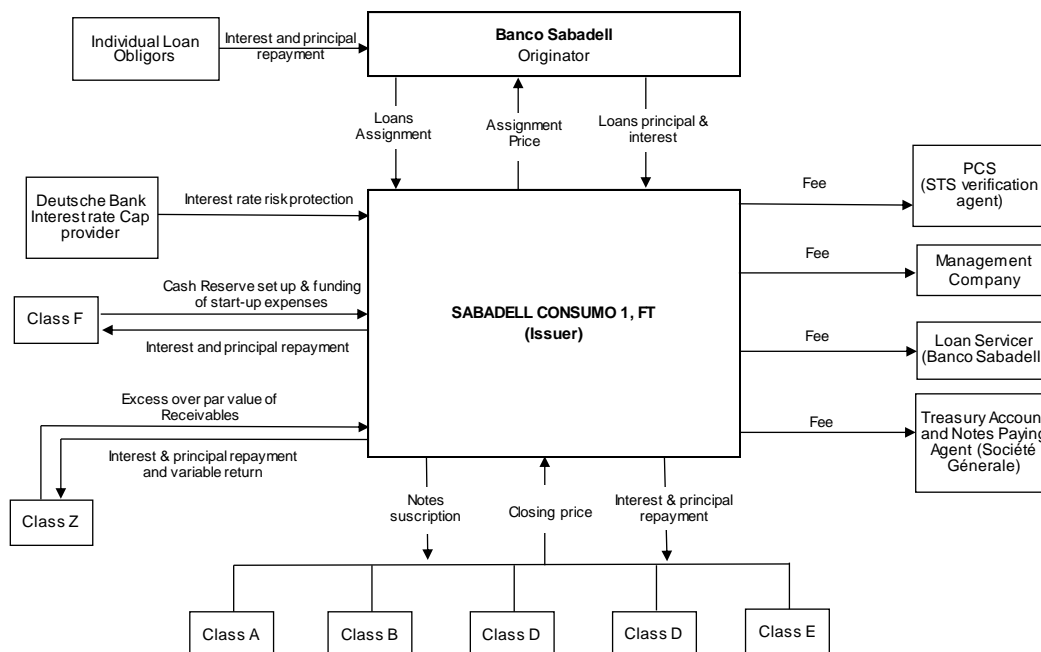 Individual Loan
Obligors
Interest and principal
repayment
Banco Sabadell
Originator
Loans
Assignment
Assignment
Price
Loans principal &
interest
Deutsche Bank
Interest rate Cap
provider
Interest rate risk protection
Cash Reserve set up & funding
of start-up expenses
Class F
Interest and principal repayment
Excess over par value of
Receivables
Interest & principal repayment
and variable return
Class Z
SABADELL CONSUMO 1, FT
(Issuer)
Fee
PCS
(STS verification
agent)
Fee
Management
Company
Fee
Loan Servicer
(Banco Sabadell
Fee
Treasury Accoun
and Notes Paying
Agent (Société
Génerale)
Notes
suscription
Closing price
Interest & principal
repayment
Class A
Class B
Class D
Class D
Class E